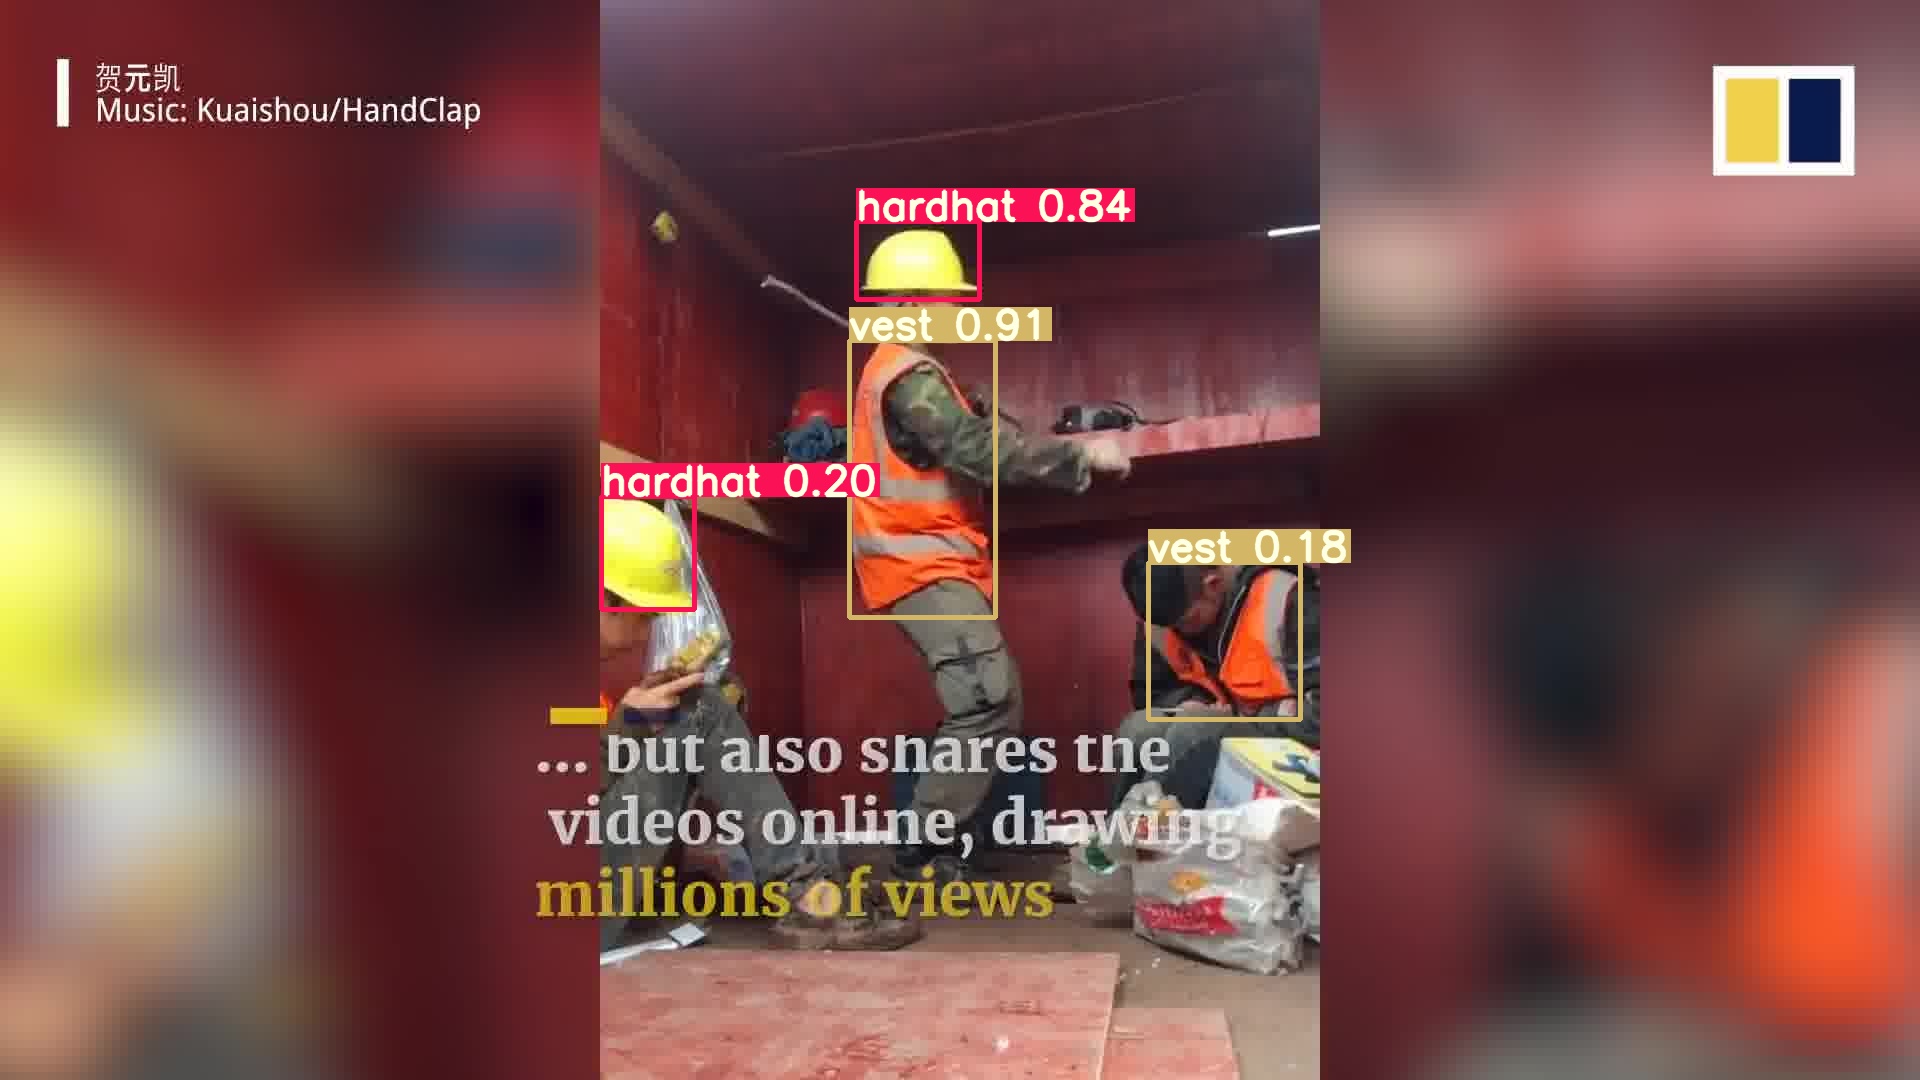 贺元凯
Music: Kuaishou/HandClap
hardhat 0.84
vest 0.91
hardhat 0.20
vest 0.18
... but also shares the
videos online, drawing
millions of views